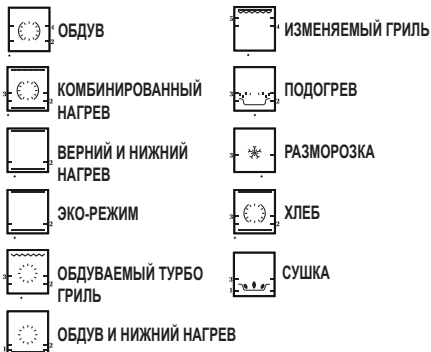 ОБДУВ
КОМБИНИРОВАННЫЙ
НАГРЕВ
ВЕРНИЙ И НИЖНИЙ
НАГРЕВ
ЭКО-РЕЖИМ
ОБДУВАЕМЫЙ ТУРБО
ГРИЛЬ
ОБДУВ И НИЖНИЙ НАГРЕВ
ИЗМЕНЯЕМЫЙ ГРИЛЬ
ПОДОГРЕВ
РАЗМОРОЗКА
ХЛЕБ
СУШКА